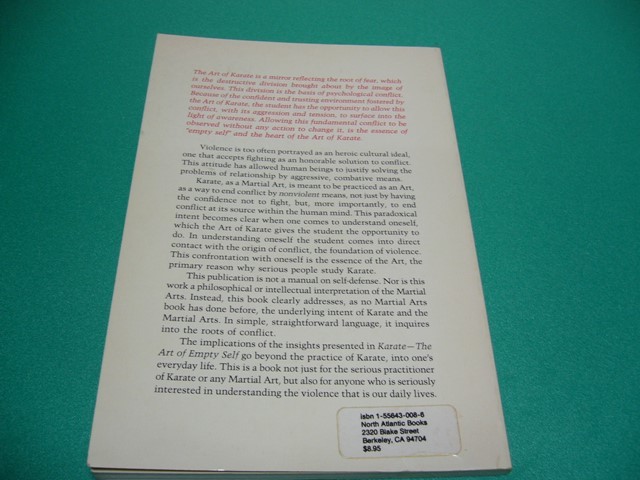 The Art of Karate is a mirror reflecting the root of fear, which
is the destructive division brought about by the image of
ourselves. This division is the basis of psychological conflict.
Because of the confident and trusting environment fostered by
the Art of Karate, the student has the opportunity to allow this
conflict, with its aggression and tension, to surface into the
light of awareness. Allowing this fundamental conflict to be
observed without any action to change it, is the essence of
"empty self" and the heart of the Art of Karate.
Violence is too often portrayed as an heroic cultural ideal,
one that accepts fighting as an honorable solution to conflict.
This attitude has allowed human beings to justify solving the
problems of relationship by aggressive, combative means.
Karate, as a Martial Art, is meant to be practiced as an Art,
as a way to end conflict by nonviolent means, not just by having
the confidence not to fight, but, more importantly, to end
conflict at its source within the human mind. This paradoxical
intent becomes clear when one comes to understand oneself,
which the Art of Karate gives the student the opportunity to
do. In understanding oneself the student comes into direct
contact with the origin of conflict, the foundation of violence.
This confrontation with oneself is the essence of the Art, the
primary reason why serious people study Karate.
This publication is not a manual on self-defense. Nor is this
work a philosophical or intellectual interpretation of the Martial
Arts. Instead, this book clearly addresses, as no Martial Arts
book has done before, the underlying intent of Karate and the
Martial Arts. In simple, straightforward language, it inquires
into the roots of conflict.
The implications of the insights presented in Karate—The
Art of Empty Self go beyond the practice of Karate, into one's
everyday life. This is a book not just for the serious practitioner
of Karate or any Martial Art, but also for anyone who is seriously
interested in understanding the violence that is our daily lives.
isbn 1-55643-008-6
North Atlantic Books
2320 Blake Street
Berkeley, CA 94704
$8.95